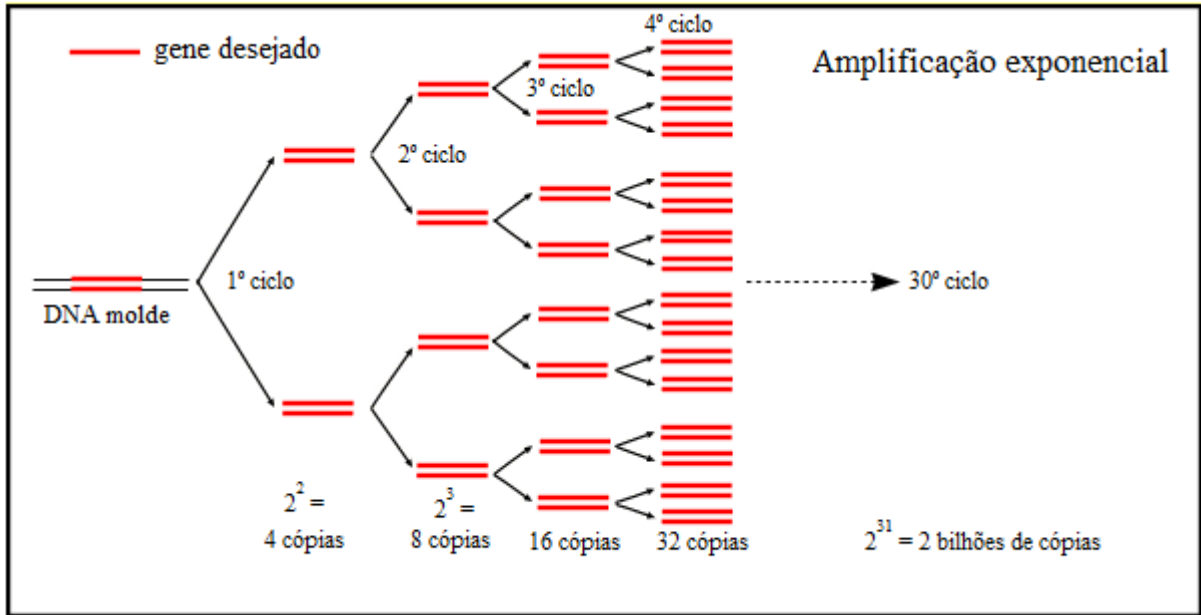 gene desejado
4º ciclo
Amplificação exponencial
3º ciclo
2º ciclo
1º ciclo
DNA molde
30º ciclo
2² =
4 cópias
2³ =
8 cópias
16 cópias
32 cópias
2³¹ = 2 bilhões de cópias